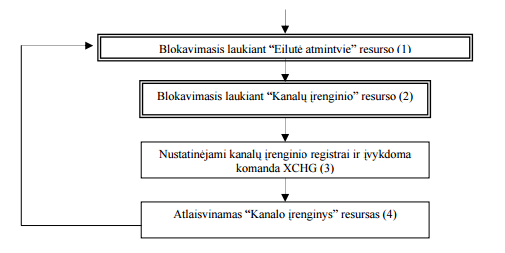 Blokavimasis laukiant “Eilutė atmintvie” resurso (1)
Blokavimasis laukiant “Kanalų įrenginio” resurso (2)
Nustatinėjami kanalų įrenginio registrai ir įvykdoma
komanda XCHG (3)
Atlaisvinamas “Kanalo įrenginys” resursas (4)